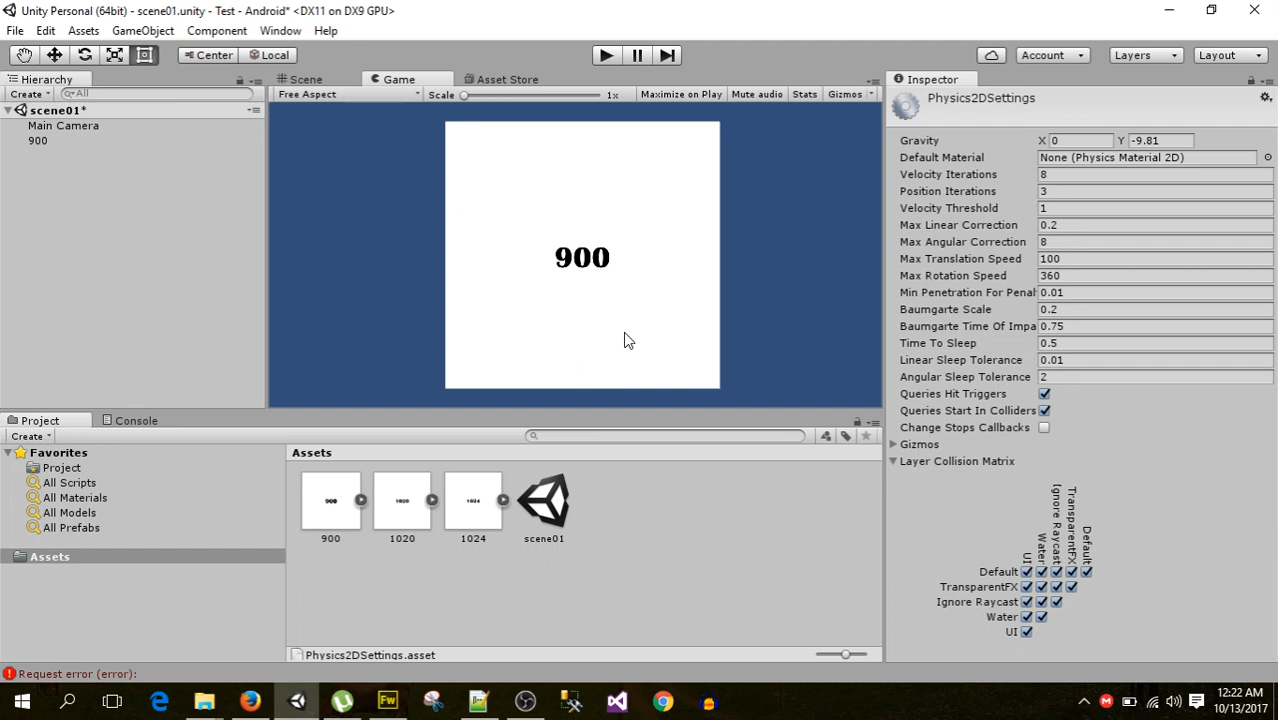 Unity Personal (64bit) - scene01.unity - Test - Android* <DX11 on DX9 GPU>
File Edit Assets GameObject Component Window Help
Center Local Account Layers Layout
Hierarchy Scene Game Asset Store Inspector
Create All Free Aspect Scale 1x Maximize on Play Mute audio Stats Gizmos
Physics2DSettings
scene01*
Main Camera
900
900
Gravity X 0 Y -9.81
Default Material None (Physics Material 2D)
Velocity Iterations 8
Position Iterations 3
Velocity Threshold 1
Max Linear Correction 0.2
Max Angular Correction 8
Max Translation Speed 100
Max Rotation Speed 360
Min Penetration For Penal 0.01
Baumgarte Scale 0.2
Baumgarte Time Of Impa 0.75
Time To Sleep 0.5
Linear Sleep Tolerance 0.01
Angular Sleep Tolerance 2
Queries Hit Triggers
Queries Start In Colliders
Change Stops Callbacks
Gizmos
Layer Collision Matrix
UI Water Ignore Raycast TransparentFX Default
Default
TransparentFX
Ignore Raycast
Water
UI
Project Console
Create
Favorites
Project
All Scripts
All Materials
All Models
All Prefabs
Assets
Assets
900 1020 1024
900 1020 1024 scene01
Physics2DSettings.asset
Request error (error):
Fw
12:22 AM
10/13/2017